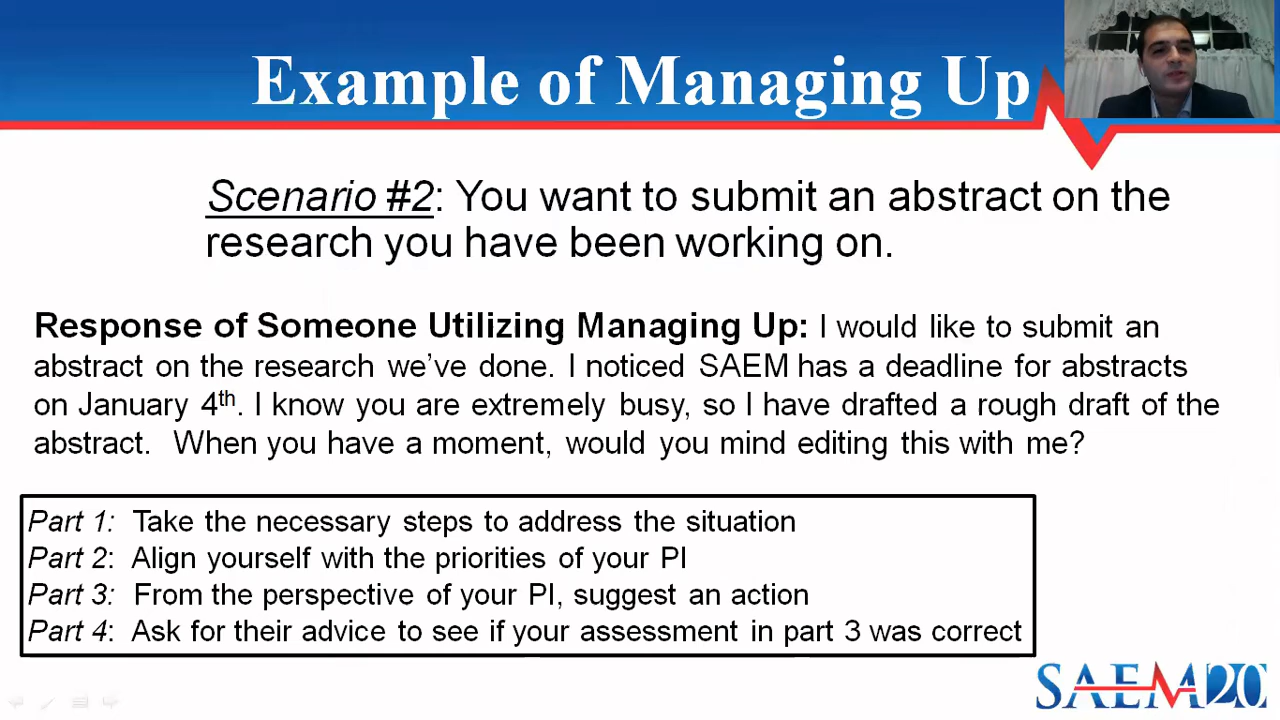 Example of Managing Up
Scenario #2: You want to submit an abstract on the
research you have been working on.
Response of Someone Utilizing Managing Up: I would like to submit an
abstract on the research we’ve done. I noticed SAEM has a deadline for abstracts
on January 4th. I know you are extremely busy, so I have drafted a rough draft of the
abstract. When you have a moment, would you mind editing this with me?
Part 1: Take the necessary steps to address the situation
Part 2: Align yourself with the priorities of your PI
Part 3: From the perspective of your PI, suggest an action
Part 4: Ask for their advice to see if your assessment in part 3 was correct
SAEM20